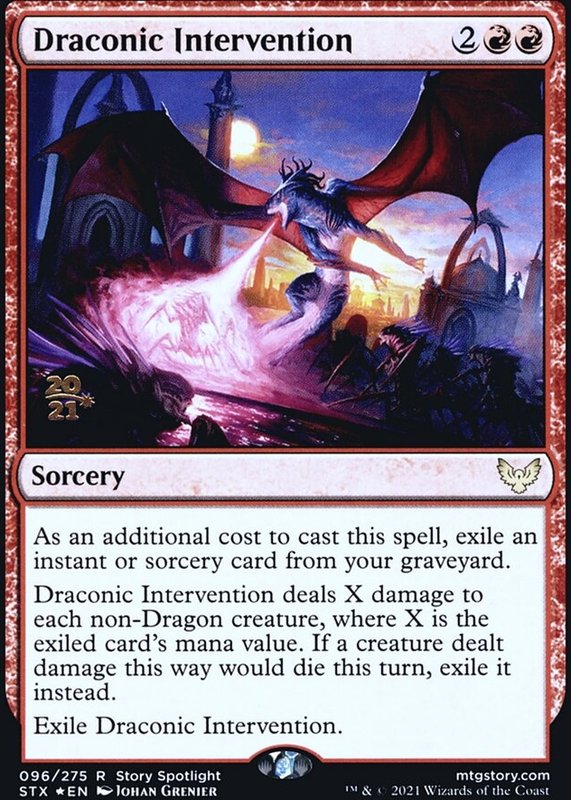 Draconic Intervention 2
20
21
Sorcery
As an additional cost to cast this spell, exile an
instant or sorcery card from your graveyard.
Draconic Intervention deals X damage to
each non-Dragon creature, where X is the
exiled card's mana value. If a creature dealt
damage this way would die this turn, exile it
instead.
Exile Draconic Intervention.
096/275 R Story Spotlight
mtgstory.com
STX ★ EN Johan Grenier
™ & © 2021 Wizards of the Coast